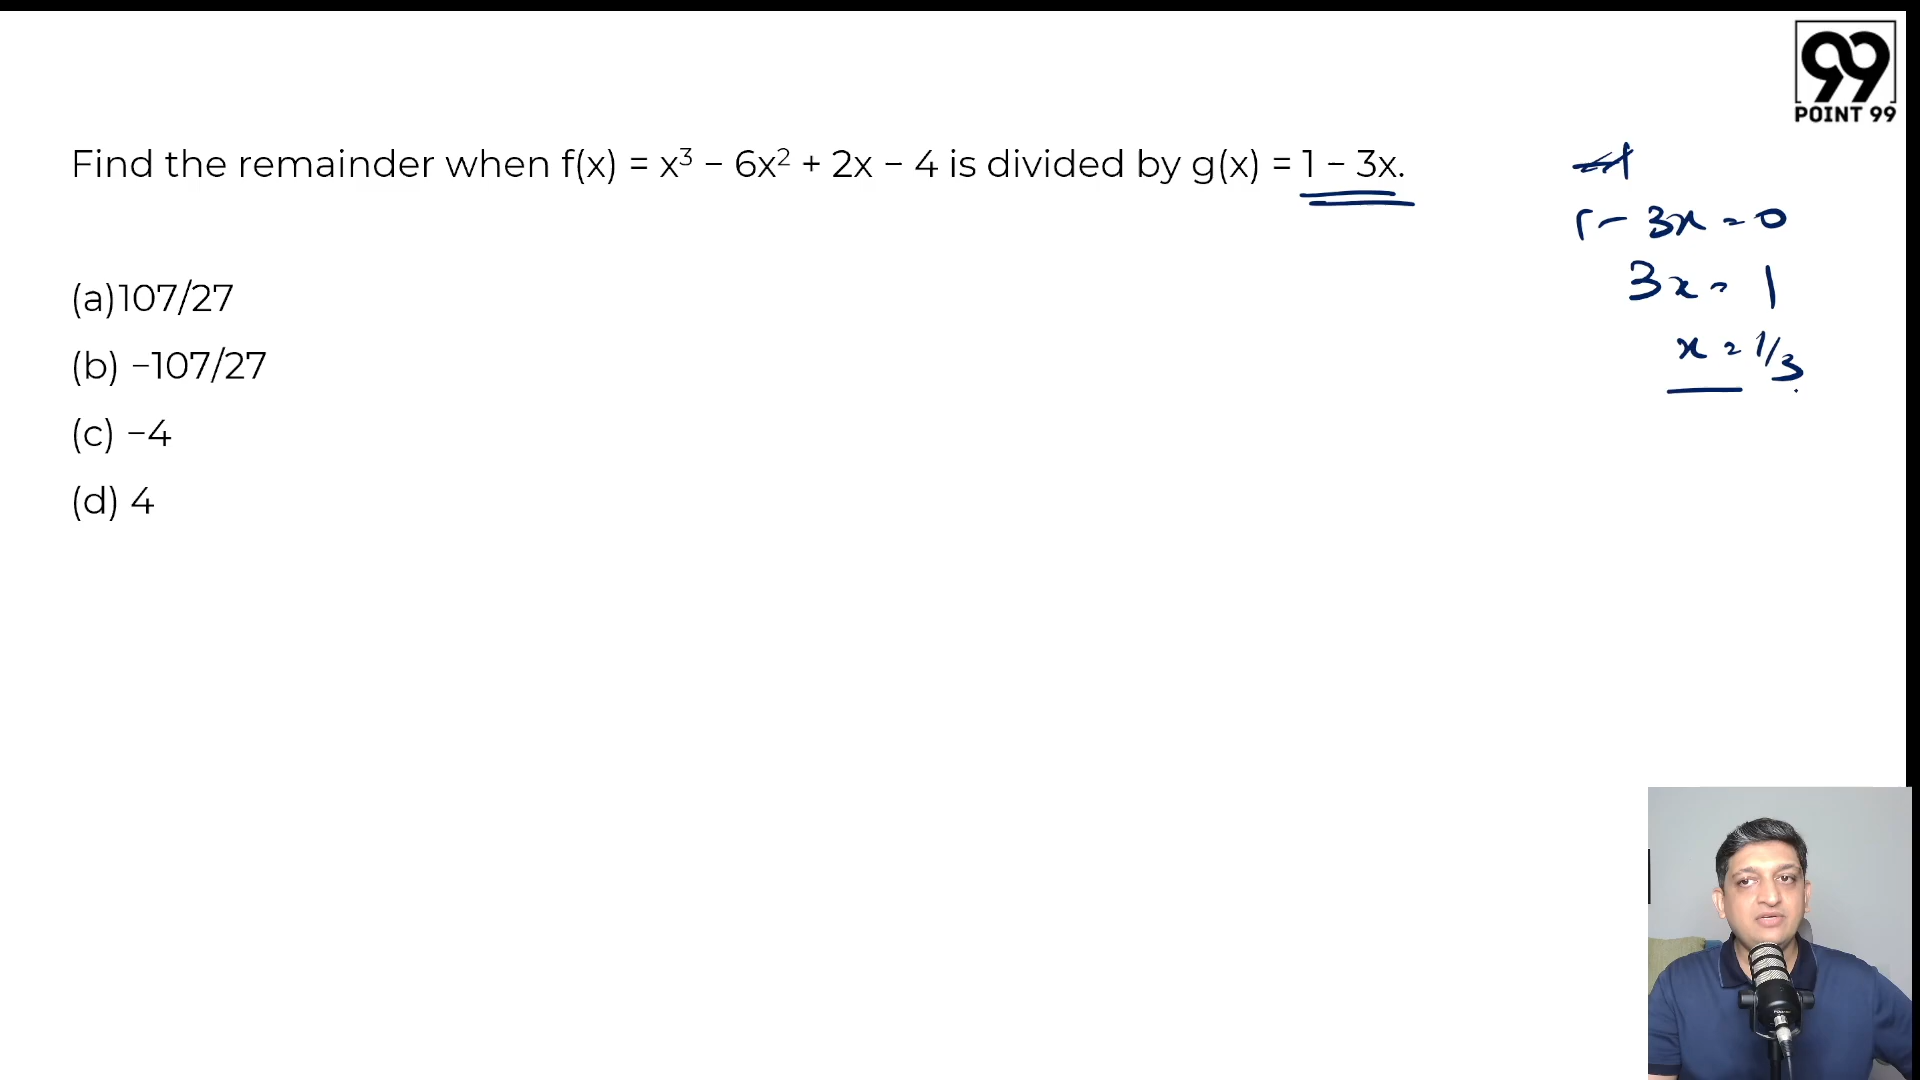 99
POINT 99
Find the remainder when f(x) = x³ − 6x² + 2x − 4 is divided by g(x) = 1 − 3x.
(a)107/27
(b) −107/27
(c) −4
(d) 4
1 − 3x = 0
3x = 1
x = 1/3